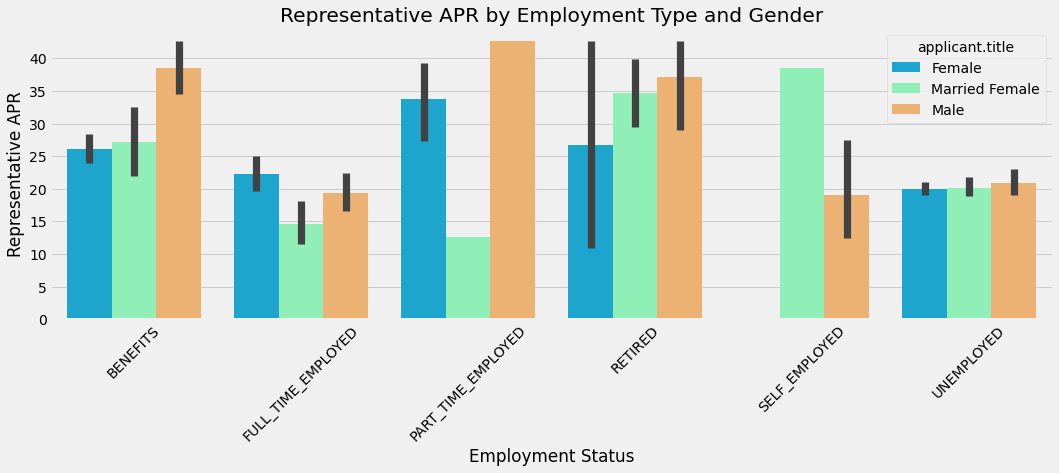 Representative APR by Employment Type and Gender
applicant.title
Female
Married Female
Male
Representative APR
40
35
30
25
20
15
10
5
0
BENEFITS
FULL_TIME_EMPLOYED
PART_TIME_EMPLOYED
RETIRED
SELF_EMPLOYED
UNEMPLOYED
Employment Status